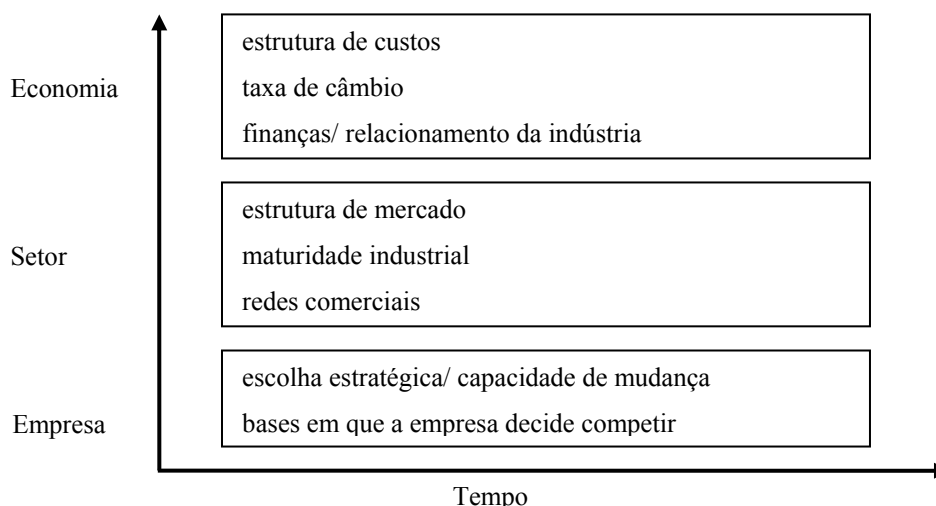 estrutura de custos
Economia
taxa de câmbio
finanças/ relacionamento da indústria
estrutura de mercado
Setor
maturidade industrial
redes comerciais
escolha estratégica/ capacidade de mudança
Empresa
bases em que a empresa decide competir
Tempo